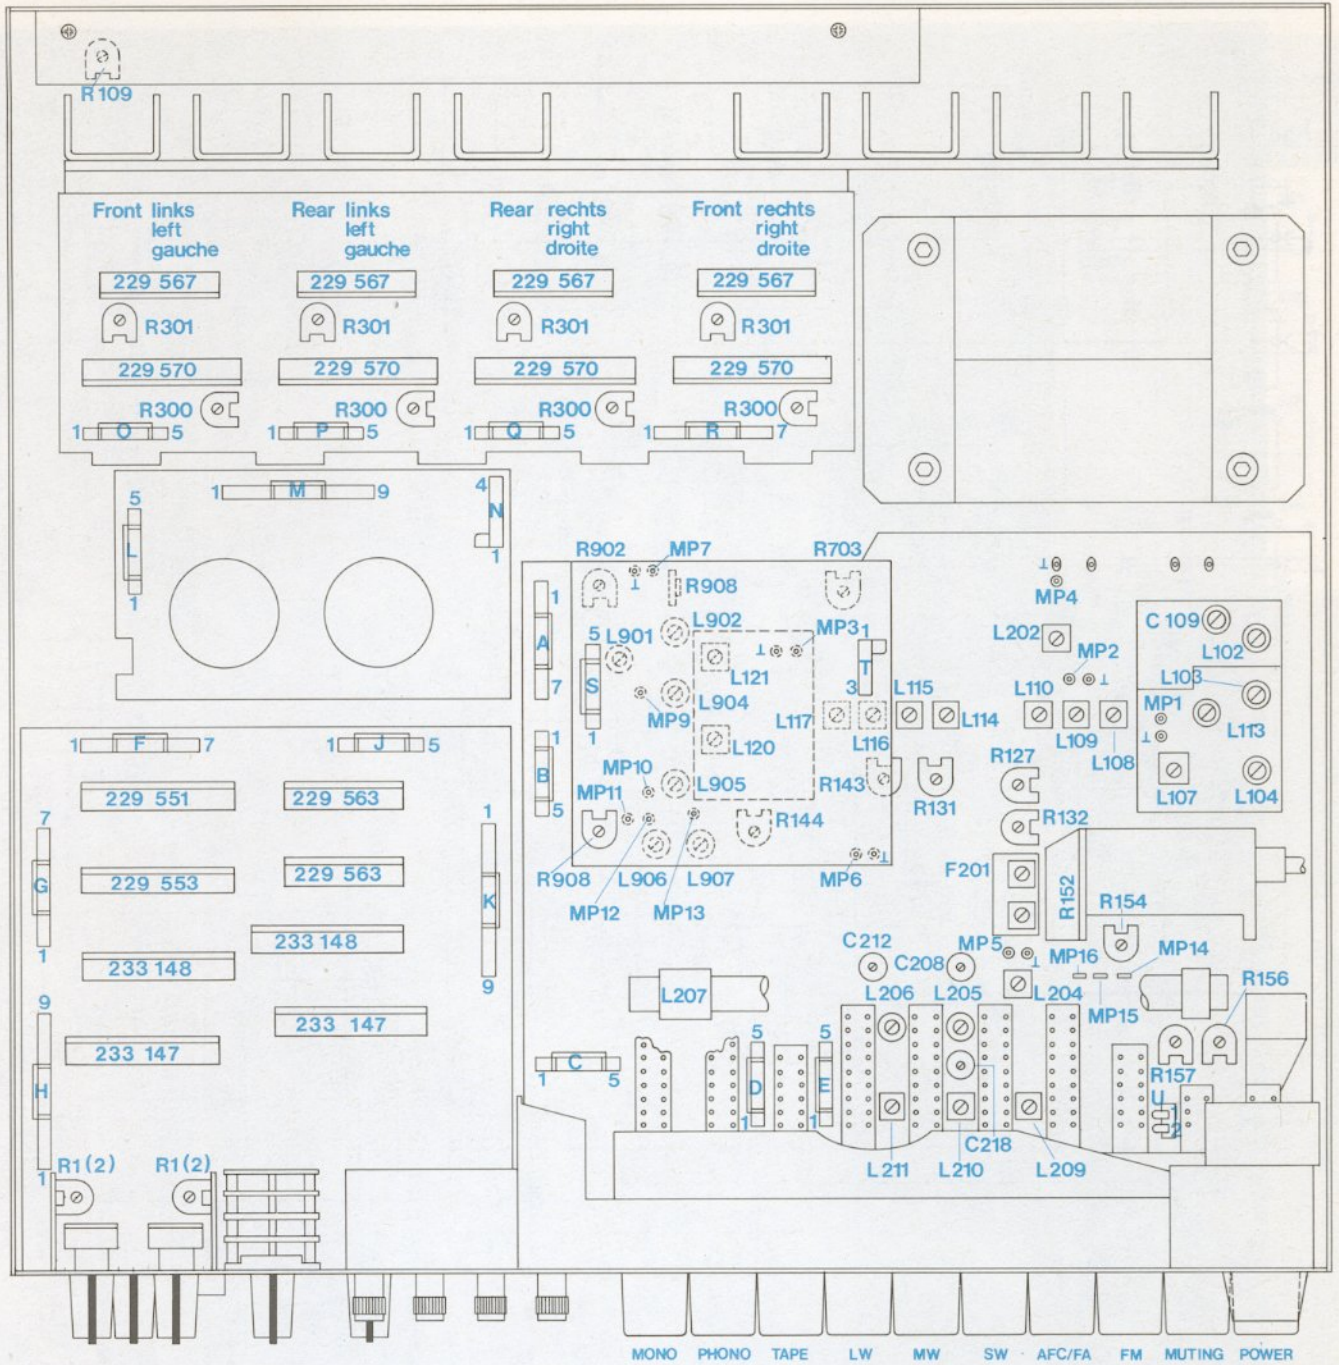 R109
Front links
left
gauche
Rear links
left
gauche
Rear rechts
right
droite
Front rechts
right
droite
229 567
229 567
229 567
229 567
R301
R301
R301
R301
229 570
229 570
229 570
229 570
R300
R300
R300
R300
1 O 5
1 P 5
1 Q 5
1 R 7
1 M 9
5
L
1
4
N
1
R902
MP7
R703
R908
MP4
C109
L902
L901
MP3
L202
L102
1
A
7
5
S
1
1
T
3
L121
MP2
L103
L904
MP9
L117
L116
L115
L114
L110
L109
L108
MP1
L113
1
B
5
L120
MP10
L905
MP11
R143
R131
R127
L107
L104
R144
R132
R908
L906
L907
MP6
MP12
MP13
F201
R152
R154
1 F 7
1 J 5
229 551
229 563
7
G
1
229 553
229 563
1
K
9
233 148
233 148
9
H
1
233 147
233 147
C212
C208
MP5
MP16
MP14
L207
L206
L205
L204
MP15
R156
1 C 5
5
D
1
5
E
1
R157
U
1
2
C218
L211
L210
L209
R1(2)
R1(2)
MONO PHONO TAPE LW MW SW AFC/FA FM MUTING POWER